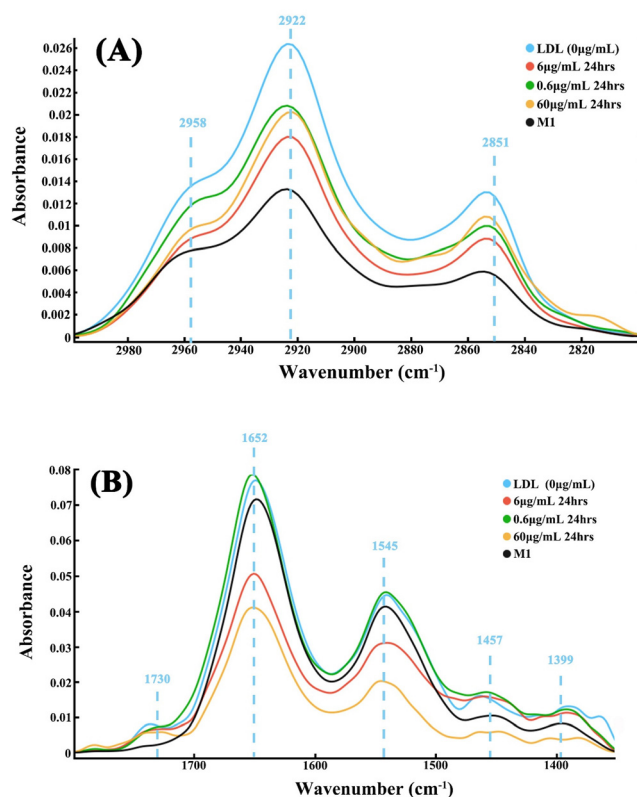 (A)
2922
2958
2851
LDL (0μg/mL)
6μg/mL 24hrs
0.6μg/mL 24hrs
60μg/mL 24hrs
M1
Absorbance
0.026
0.024
0.022
0.02
0.018
0.016
0.014
0.012
0.01
0.008
0.006
0.004
0.002
0
2980 2960 2940 2920 2900 2880 2860 2840 2820
Wavenumber (cm⁻¹)
(B)
1652
1545
1730
1457
1399
LDL (0μg/mL)
6μg/mL 24hrs
0.6μg/mL 24hrs
60μg/mL 24hrs
M1
Absorbance
0.08
0.07
0.06
0.05
0.04
0.03
0.02
0.01
0
1700 1600 1500 1400
Wavenumber (cm⁻¹)